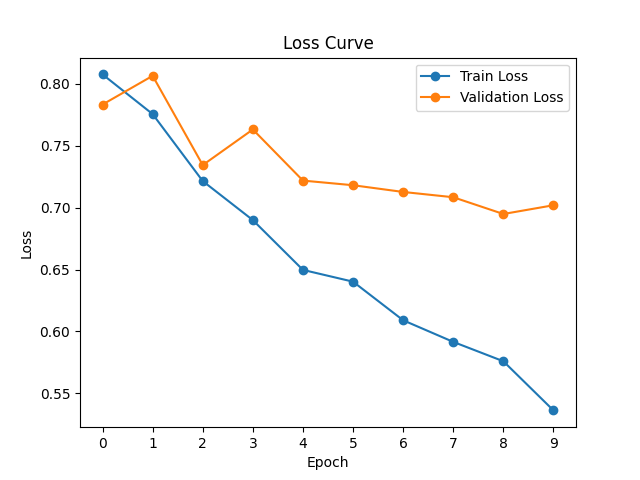 Loss Curve
Train Loss
Validation Loss
0.80
0.75
0.70
0.65
0.60
0.55
Loss
0 1 2 3 4 5 6 7 8 9
Epoch